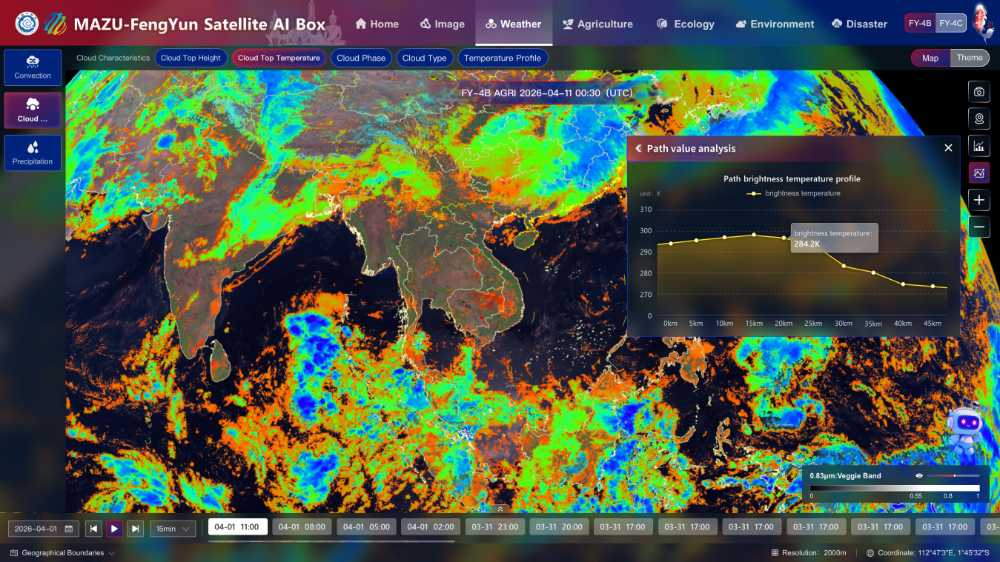 MAZU-FengYun Satellite AI Box
Home
Image
Weather
Agriculture
Ecology
Environment
Disaster
FY-4B
FY-4C
Convection
Cloud ...
Precipitation
Cloud Characteristics
Cloud Top Height
Cloud Top Temperature
Cloud Phase
Cloud Type
Temperature Profile
Map
Theme
FY-4B AGRI 2026-04-11 00:30 (UTC)
Path value analysis
Path brightness temperature profile
unit: K
brightness temperature
310
300
290
280
270
0
brightness temperature:
284.2K
0km 5km 10km 15km 20km 25km 30km 35km 40km 45km
0.83μm:Veggie Band
0 0.55 0.8 1
2026-04-01
15min
04-01 11:00
04-01 08:00
04-01 05:00
04-01 02:00
03-31 23:00
03-31 20:00
03-31 17:00
03-31 17:00
03-31 17:00
03-31 17:00
03-31 17:00
03-31 17:00
03-
Geographical Boundaries
Resolution: 2000m
Coordinate: 112°47'3"E, 1°45'32"S